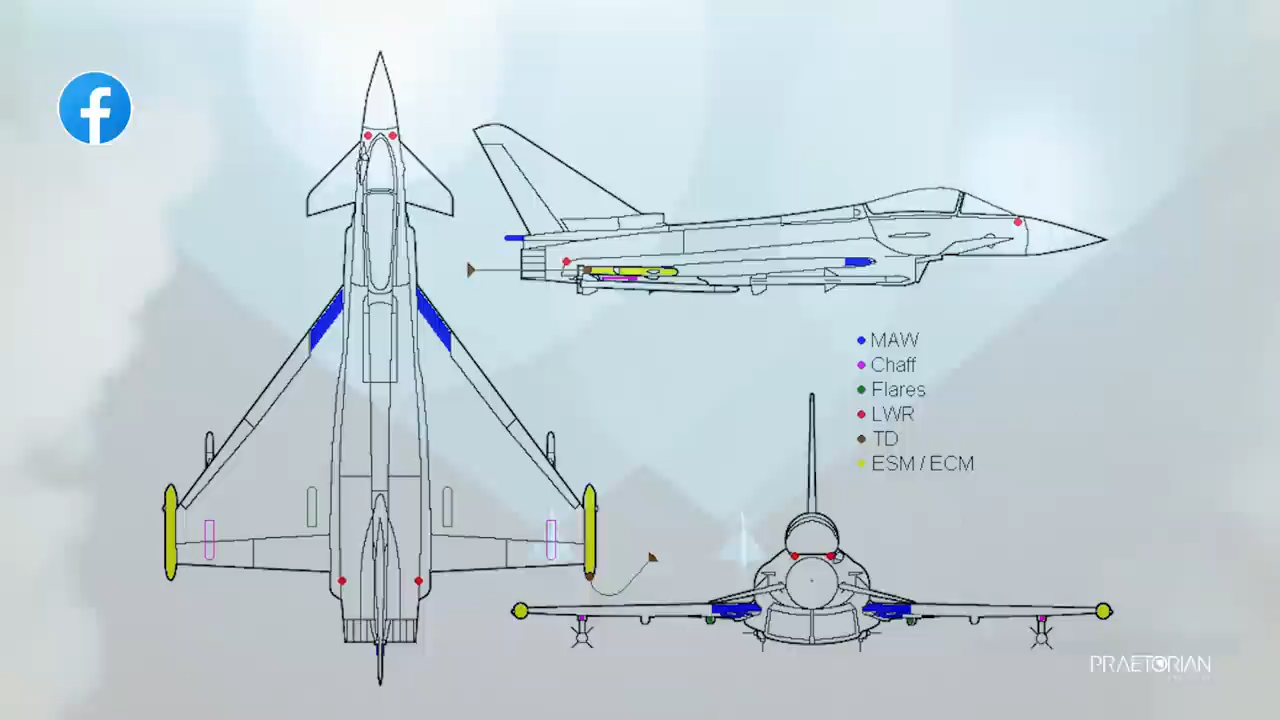 MAW
Chaff
Flares
LWR
TD
ESM / ECM
PRAETORIAN